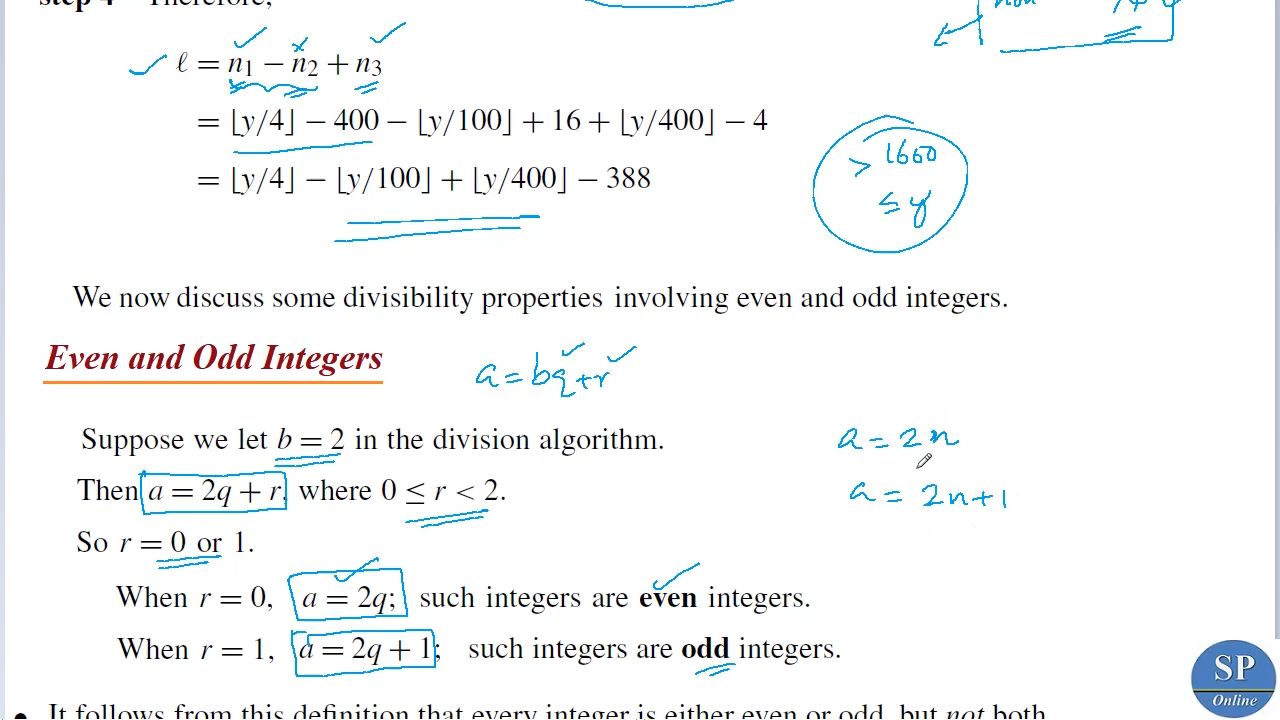 step 4 Therefore,
ℓ = n₁ − n₂ + n₃
= ⌊y/4⌋ − 400 − ⌊y/100⌋ + 16 + ⌊y/400⌋ − 4
= ⌊y/4⌋ − ⌊y/100⌋ + ⌊y/400⌋ − 388
> 1600
≤ y
We now discuss some divisibility properties involving even and odd integers.
Even and Odd Integers
a = bq + r
Suppose we let b = 2 in the division algorithm.
a = 2n
Then a = 2q + r, where 0 ≤ r < 2.
a = 2n + 1
So r = 0 or 1.
When r = 0, a = 2q; such integers are even integers.
When r = 1, a = 2q + 1; such integers are odd integers.
SP
Online
• It follows from this definition that every integer is either even or odd, but not both